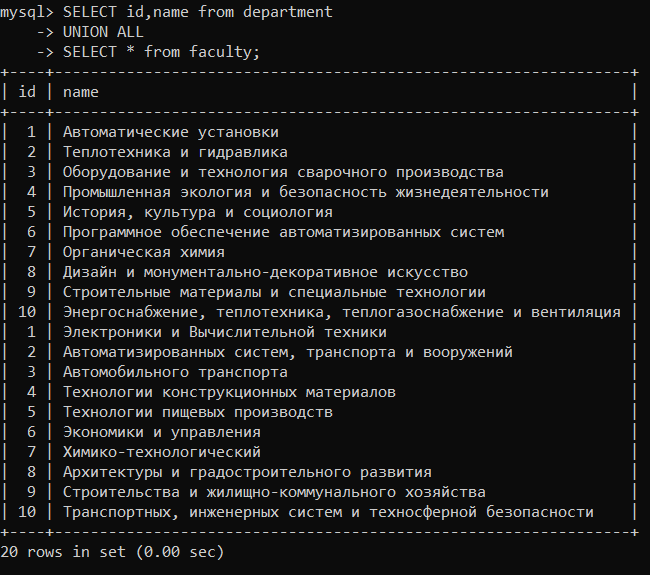 mysql> SELECT id,name from department
    -> UNION ALL
    -> SELECT * from faculty;
+----+----------------------------------------------------------------+
| id | name                                                           |
+----+----------------------------------------------------------------+
|  1 | Автоматические установки                                       |
|  2 | Теплотехника и гидравлика                                      |
|  3 | Оборудование и технология сварочного производства              |
|  4 | Промышленная экология и безопасность жизнедеятельности         |
|  5 | История, культура и социология                                 |
|  6 | Программное обеспечение автоматизированных систем              |
|  7 | Органическая химия                                             |
|  8 | Дизайн и монументально-декоративное искусство                  |
|  9 | Строительные материалы и специальные технологии                |
| 10 | Энергоснабжение, теплотехника, теплогазоснабжение и вентиляция |
|  1 | Электроники и Вычислительной техники                           |
|  2 | Автоматизированных систем, транспорта и вооружений             |
|  3 | Автомобильного транспорта                                      |
|  4 | Технологии конструкционных материалов                          |
|  5 | Технологии пищевых производств                                 |
|  6 | Экономики и управления                                         |
|  7 | Химико-технологический                                         |
|  8 | Архитектуры и градостроительного развития                      |
|  9 | Строительства и жилищно-коммунального хозяйства                |
| 10 | Транспортных, инженерных систем и техносферной безопасности    |
+----+----------------------------------------------------------------+
20 rows in set (0.00 sec)